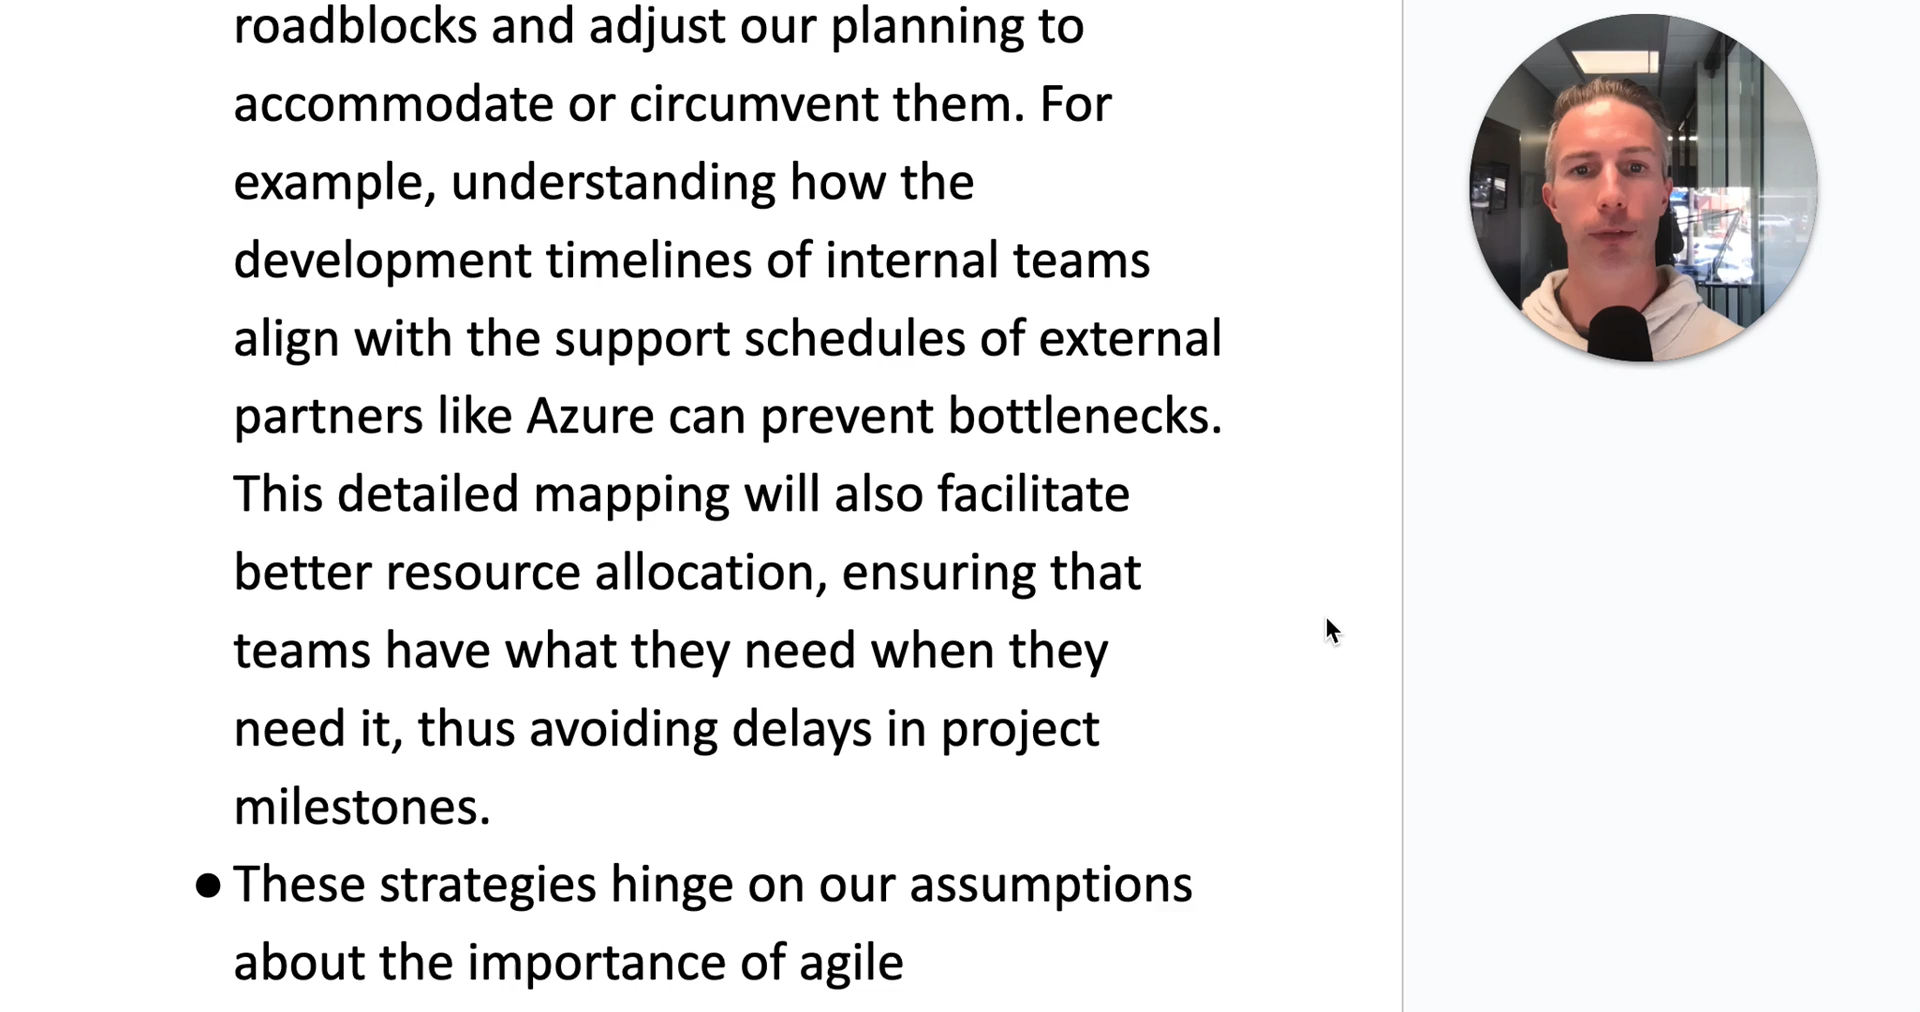 roadblocks and adjust our planning to
accommodate or circumvent them. For
example, understanding how the
development timelines of internal teams
align with the support schedules of external
partners like Azure can prevent bottlenecks.
This detailed mapping will also facilitate
better resource allocation, ensuring that
teams have what they need when they
need it, thus avoiding delays in project
milestones.
● These strategies hinge on our assumptions
about the importance of agile